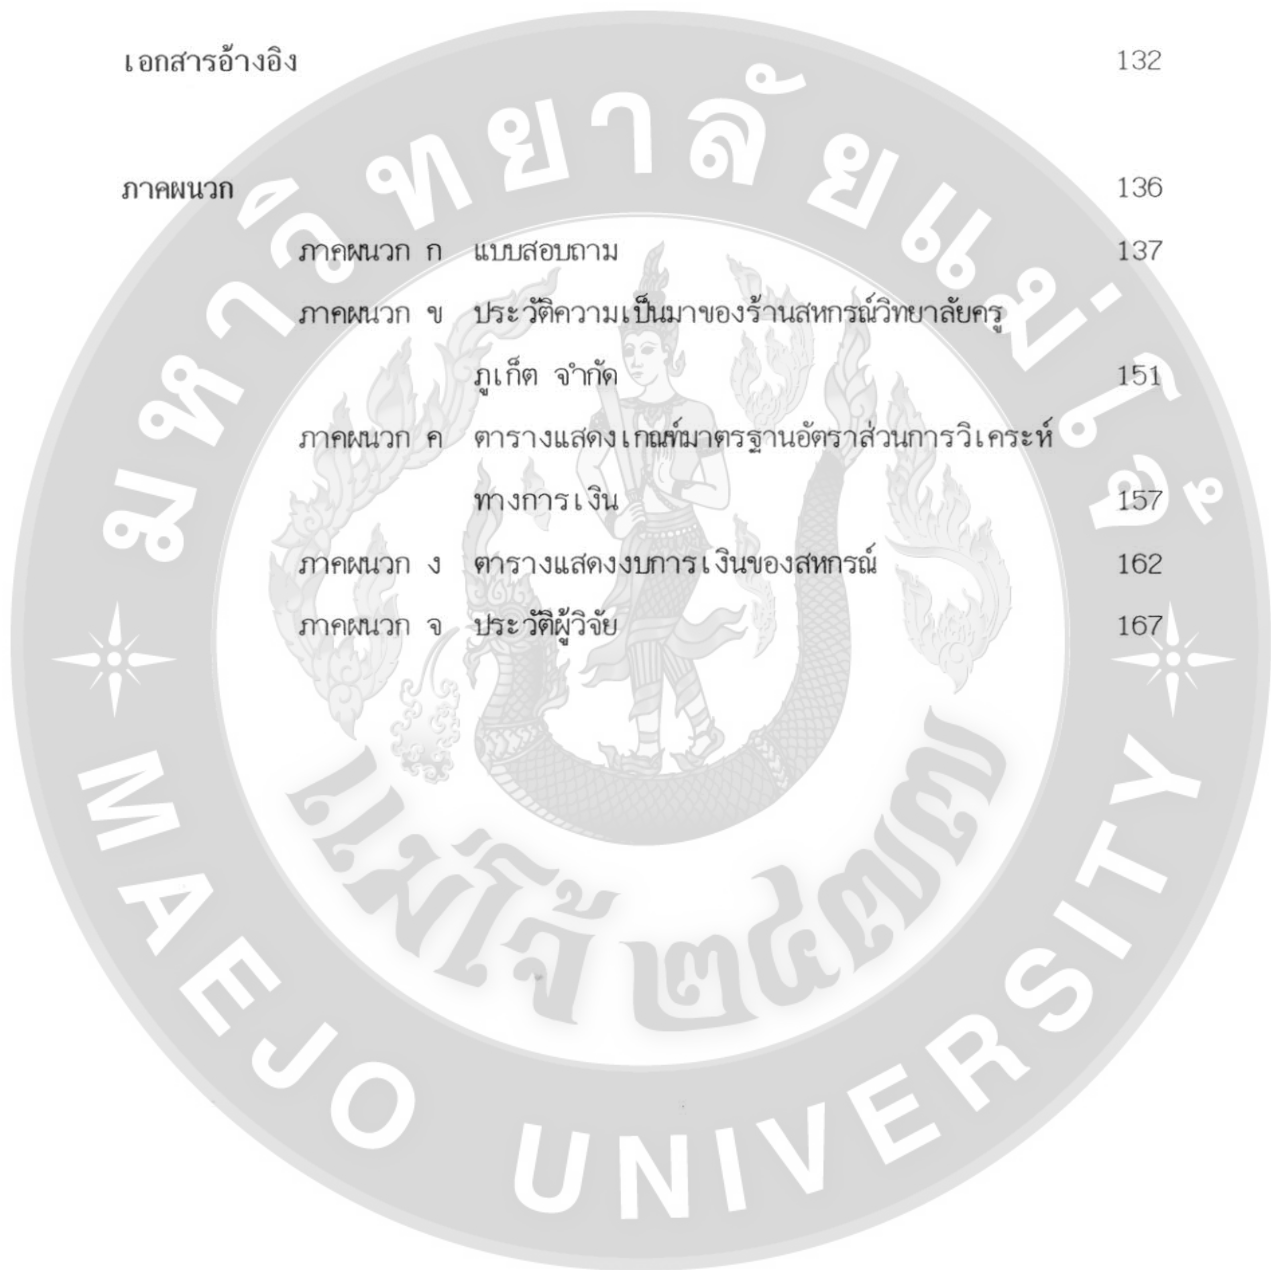 เอกสารอ้างอิง 132
ภาคผนวก 136
ภาคผนวก ก แบบสอบถาม 137
ภาคผนวก ข ประวัติความเป็นมาของร้านสหกรณ์วิทยาลัยครู
ภูเก็ต จำกัด 151
ภาคผนวก ค ตารางแสดงเกณฑ์มาตรฐานอัตราส่วนการวิเคราะห์
ทางการเงิน 157
ภาคผนวก ง ตารางแสดงงบการเงินของสหกรณ์ 162
ภาคผนวก จ ประวัติผู้วิจัย 167
มหาวิทยาลัยแม่โจ้
แม่โจ้ ๒๔๗๗
MAEJO UNIVERSITY